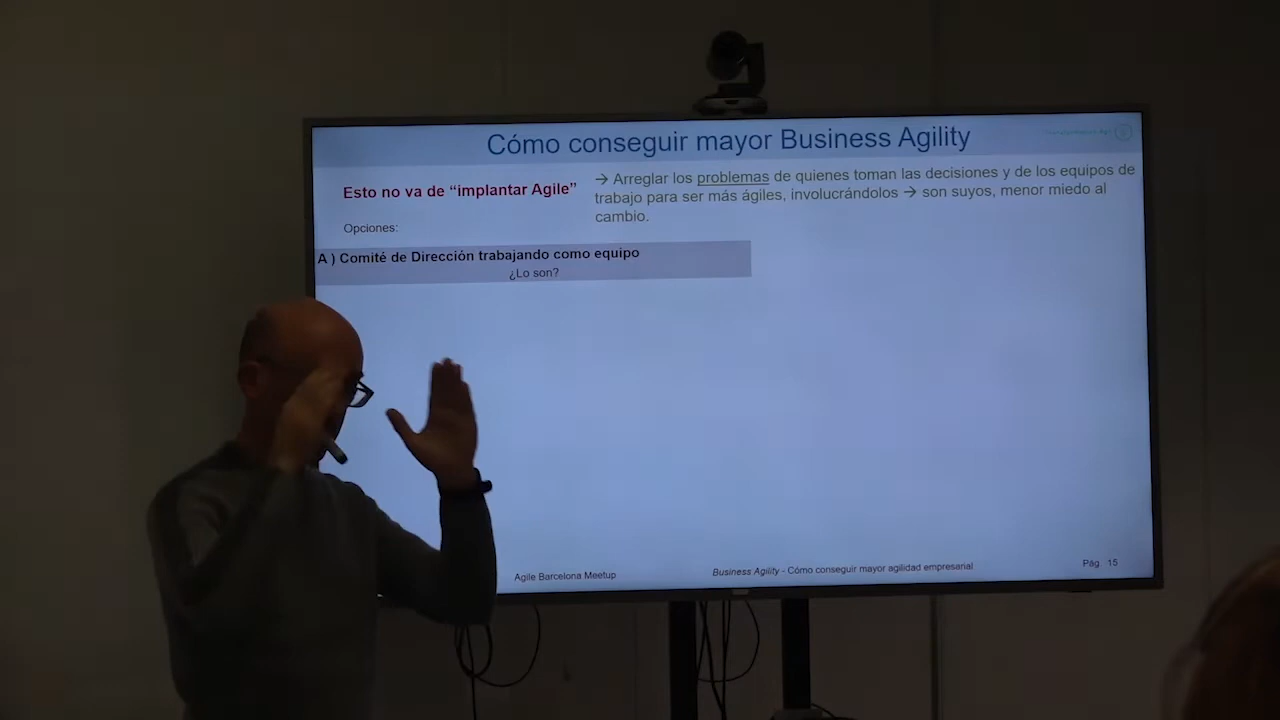 Cómo conseguir mayor Business Agility
Esto no va de “implantar Agile”
→ Arreglar los problemas de quienes toman las decisiones y de los equipos de
trabajo para ser más ágiles, involucrándolos → son suyos, menor miedo al
cambio.
Opciones:
A ) Comité de Dirección trabajando como equipo
¿Lo son?
Agile Barcelona Meetup
Business Agility - Cómo conseguir mayor agilidad empresarial
Pág 15